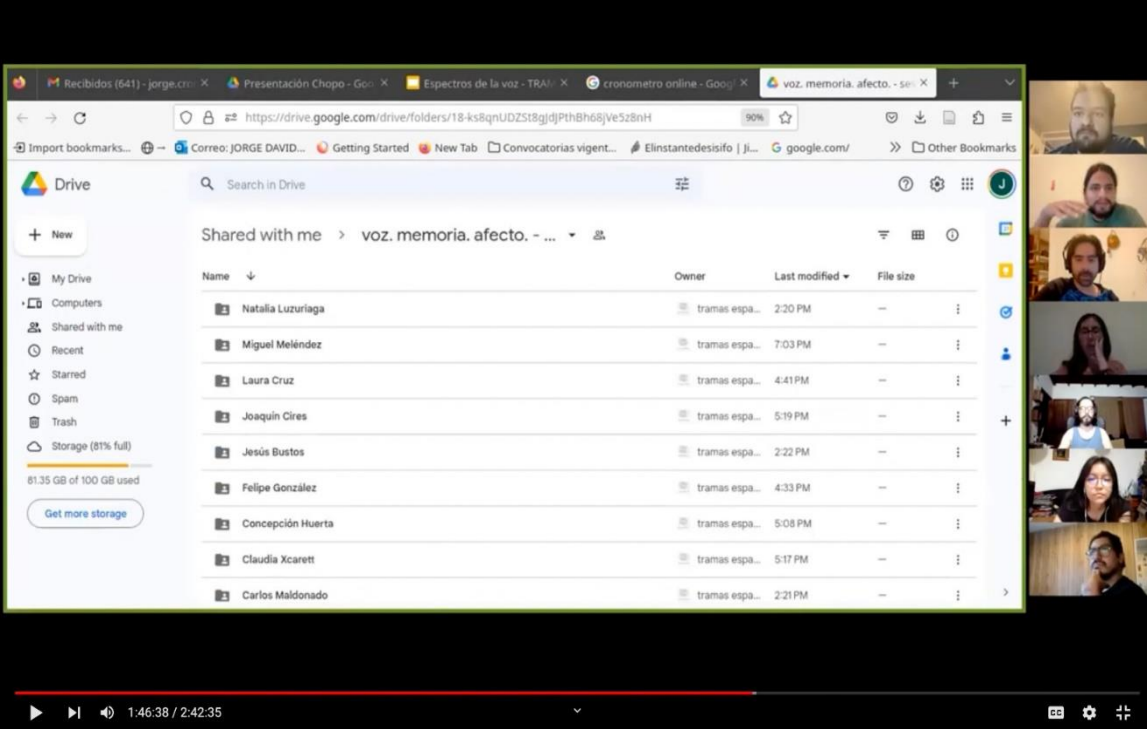 Recibidos (641) - jorge.cm
Presentación Chopo - Goo
Espectros de la voz - TRAM
cronometro online - Goog
voz. memoria. afecto. - se
https://drive.google.com/drive/folders/
90%
Import bookmarks...
Correo: JORGE DAVID...
Getting Started
New Tab
Convocatorias vigent...
Elinstantedesisifo | Ji...
google.com/
Other Bookmarks
Drive
Search in Drive
J
New
Shared with me > voz. memoria. afecto. - ...
My Drive
Computers
Shared with me
Recent
Starred
Spam
Trash
Storage (81% full)
81.35 GB of 100 GB used
Get more storage
Name Owner Last modified File size
Natalia Luzuriaga tramas espa... 2:20 PM —
Miguel Meléndez tramas espa... 7:03 PM —
Laura Cruz tramas espa... 4:41 PM —
Joaquín Cires tramas espa... 5:19 PM —
Jesús Bustos tramas espa... 2:22 PM —
Felipe González tramas espa... 4:33 PM —
Concepción Huerta tramas espa... 5:08 PM —
Claudia Xcarett tramas espa... 5:17 PM —
Carlos Maldonado tramas espa... 2:21 PM —
1:46:38 / 2:42:35
CC